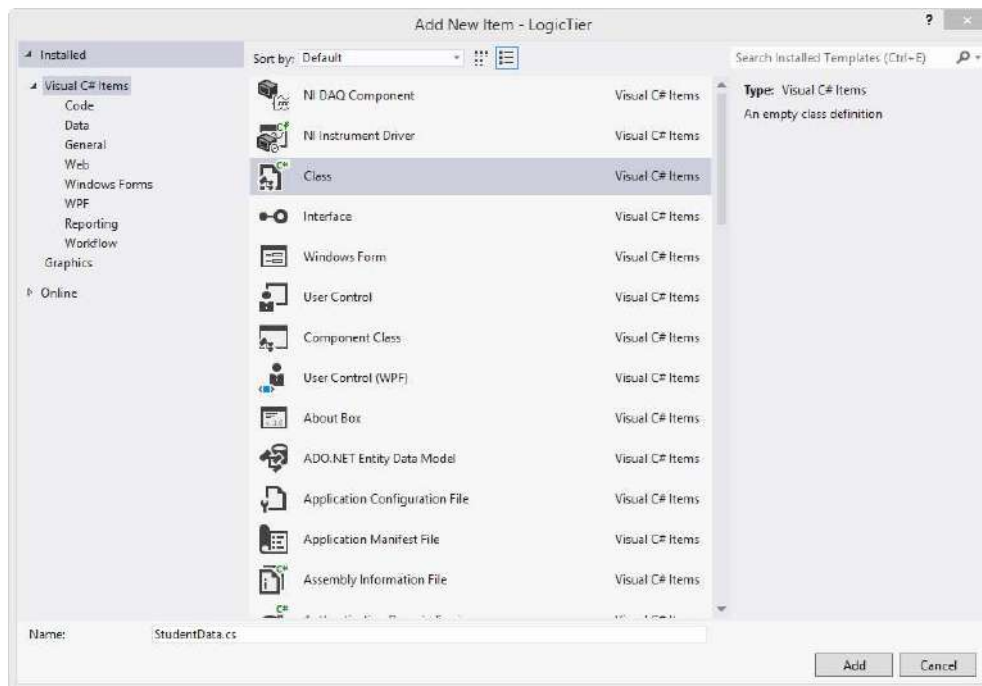 Add New Item - LogicTier
?
Installed
Sort by: Default
Search Installed Templates (Ctrl+E)
Visual C# Items
Code
Data
General
Web
Windows Forms
WPF
Reporting
Workflow
Graphics
Online
NI DAQ Component Visual C# Items
NI Instrument Driver Visual C# Items
Class Visual C# Items
Interface Visual C# Items
Windows Form Visual C# Items
User Control Visual C# Items
Component Class Visual C# Items
User Control (WPF) Visual C# Items
About Box Visual C# Items
ADO.NET Entity Data Model Visual C# Items
Application Configuration File Visual C# Items
Application Manifest File Visual C# Items
Assembly Information File Visual C# Items
Type: Visual C# Items
An empty class definition
Name: StudentData.cs
Add Cancel